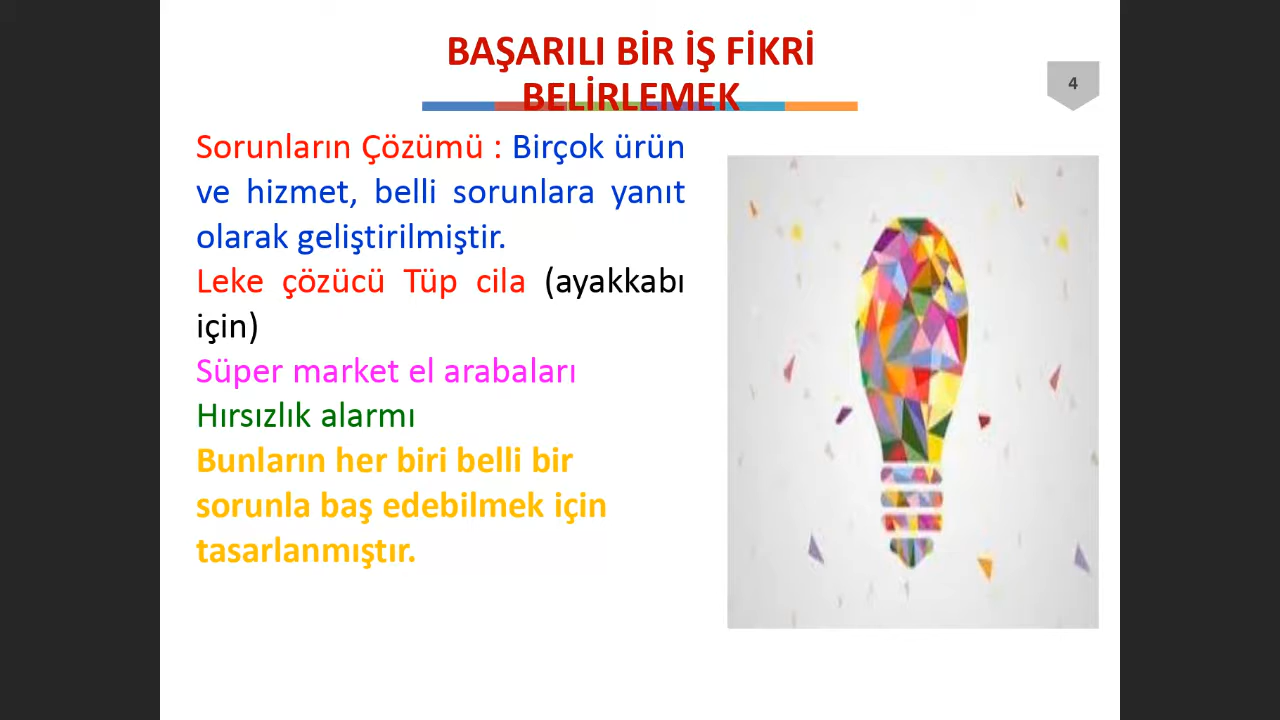 BAŞARILI BİR İŞ FİKRİ
BELİRLEMEK
4
Sorunların Çözümü : Birçok ürün
ve hizmet, belli sorunlara yanıt
olarak geliştirilmiştir.
Leke çözücü Tüp cila (ayakkabı
için)
Süper market el arabaları
Hırsızlık alarmı
Bunların her biri belli bir
sorunla baş edebilmek için
tasarlanmıştır.